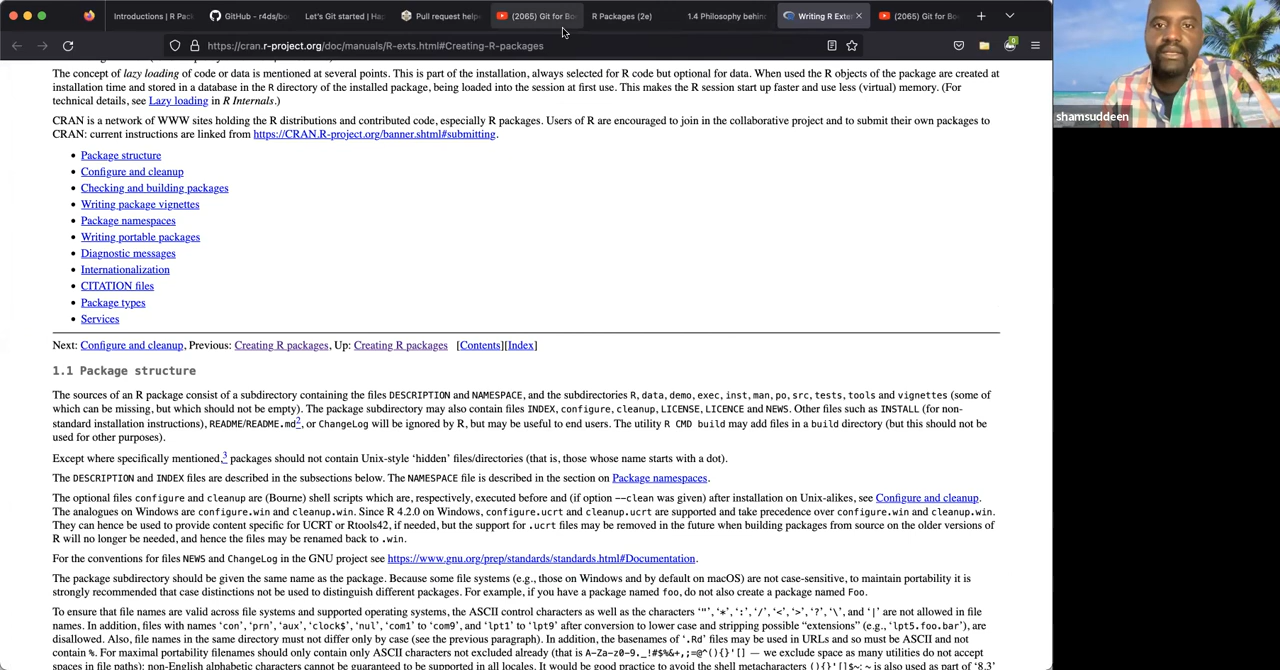 Introductions | R Pack
GitHub - r4ds/bo
Let's Git started | Hap
Pull request help
(2065) Git for Bo
R Packages (2e)
1.4 Philosophy behin
Writing R Exten
(2065) Git for Bo
https://cran.r-project.org/doc/manuals/R-exts.html#Creating-R-packages
The concept of lazy loading of code or data is mentioned at several points. This is part of the installation, always selected for R code but optional for data. When used the R objects of the package are created at
installation time and stored in a database in the R directory of the installed package, being loaded into the session at first use. This makes the R session start up faster and use less (virtual) memory. (For
technical details, see Lazy loading in R Internals.)
CRAN is a network of WWW sites holding the R distributions and contributed code, especially R packages. Users of R are encouraged to join in the collaborative project and to submit their own packages to
CRAN: current instructions are linked from https://CRAN.R-project.org/banner.shtml#submitting.
• Package structure
• Configure and cleanup
• Checking and building packages
• Writing package vignettes
• Package namespaces
• Writing portable packages
• Diagnostic messages
• Internationalization
• CITATION files
• Package types
• Services
Next: Configure and cleanup, Previous: Creating R packages, Up: Creating R packages [Contents][Index]
1.1 Package structure
The sources of an R package consist of a subdirectory containing the files DESCRIPTION and NAMESPACE, and the subdirectories R, data, demo, exec, inst, man, po, src, tests, tools and vignettes (some of
which can be missing, but which should not be empty). The package subdirectory may also contain files INDEX, configure, cleanup, LICENSE, LICENCE and NEWS. Other files such as INSTALL (for non-
standard installation instructions), README/README.md2, or ChangeLog will be ignored by R, but may be useful to end users. The utility R CMD build may add files in a build directory (but this should not be
used for other purposes).
Except where specifically mentioned,3 packages should not contain Unix-style ‘hidden’ files/directories (that is, those whose name starts with a dot).
The DESCRIPTION and INDEX files are described in the subsections below. The NAMESPACE file is described in the section on Package namespaces.
The optional files configure and cleanup are (Bourne) shell scripts which are, respectively, executed before and (if option --clean was given) after installation on Unix-alikes, see Configure and cleanup.
The analogues on Windows are configure.win and cleanup.win. Since R 4.2.0 on Windows, configure.ucrt and cleanup.ucrt are supported and take precedence over configure.win and cleanup.win.
They can hence be used to provide content specific for UCRT or Rtools42, if needed, but the support for .ucrt files may be removed in the future when building packages from source on the older versions of
R will no longer be needed, and hence the files may be renamed back to .win.
For the conventions for files NEWS and ChangeLog in the GNU project see https://www.gnu.org/prep/standards/standards.html#Documentation.
The package subdirectory should be given the same name as the package. Because some file systems (e.g., those on Windows and by default on macOS) are not case-sensitive, to maintain portability it is
strongly recommended that case distinctions not be used to distinguish different packages. For example, if you have a package named foo, do not also create a package named Foo.
To ensure that file names are valid across file systems and supported operating systems, the ASCII control characters as well as the characters ‘"’, ‘*’, ‘:’, ‘/’, ‘<’, ‘>’, ‘?’, ‘\’, and ‘|’ are not allowed in file
names. In addition, files with names ‘con’, ‘prn’, ‘aux’, ‘clock$’, ‘nul’, ‘com1’ to ‘com9’, and ‘lpt1’ to ‘lpt9’ after conversion to lower case and stripping possible “extensions” (e.g., ‘lpt5.foo.bar’), are
disallowed. Also, file names in the same directory must not differ only by case (see the previous paragraph). In addition, the basenames of ‘.Rd’ files may be used in URLs and so must be ASCII and not
contain %. For maximal portability filenames should only contain only ASCII characters not excluded already (that is A-Za-z0-9._!#$%&+,;=@^(){}'[] — we exclude space as many utilities do not accept
spaces in file paths): non-English alphabetic characters cannot be guaranteed to be supported in all locales. It would be good practice to avoid the shell metacharacters (){}'[]$~: ~ is also used as part of ‘8.3’
shamsuddeen
0